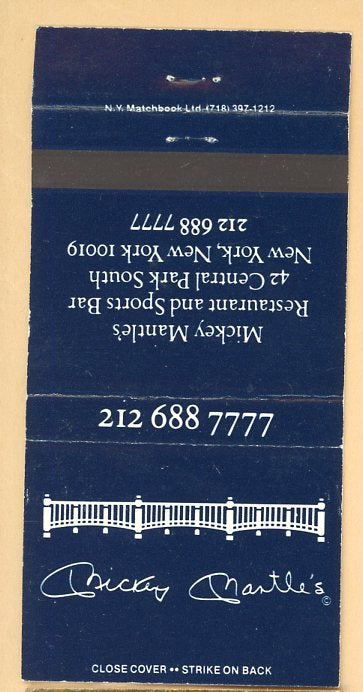 N.Y. Matchbook Ltd (718) 397-1212
Mickey Mantle's
Restaurant and Sports Bar
42 Central Park South
New York, New York 10019
212 688 7777
212 688 7777
Mickey Mantle's ©
CLOSE COVER •• STRIKE ON BACK